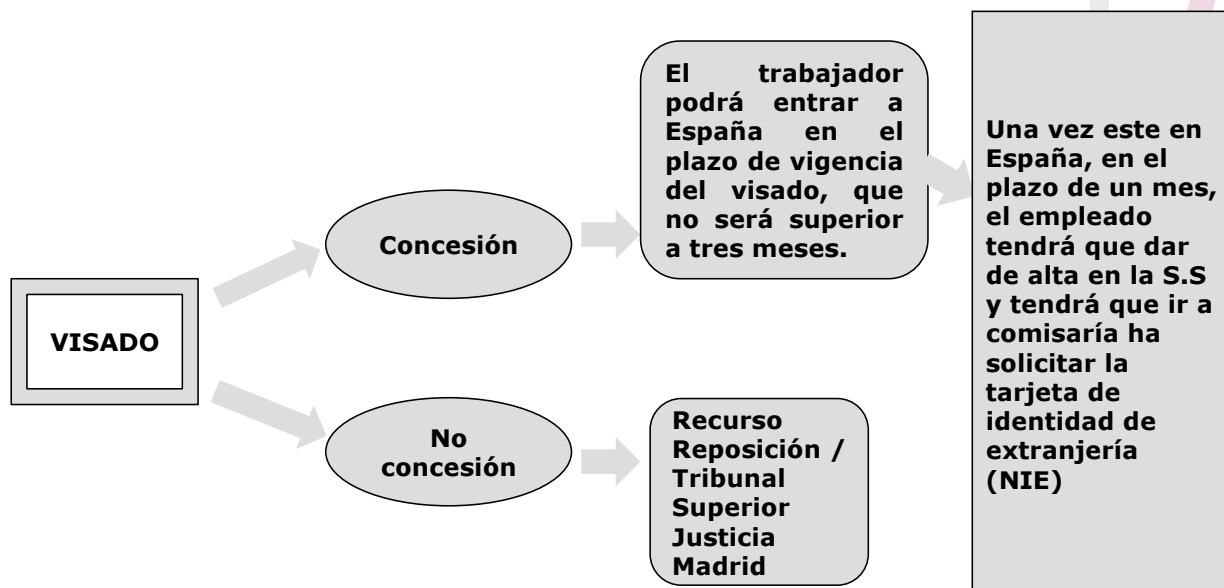 VISADO
Concesión
El trabajador
podrá entrar a
España en el
plazo de vigencia
del visado, que
no será superior
a tres meses.
Una vez este en
España, en el
plazo de un mes,
el empleado
tendrá que dar
de alta en la S.S
y tendrá que ir a
comisaría ha
solicitar la
tarjeta de
identidad de
extranjería
(NIE)
No
concesión
Recurso
Reposición /
Tribunal
Superior
Justicia
Madrid